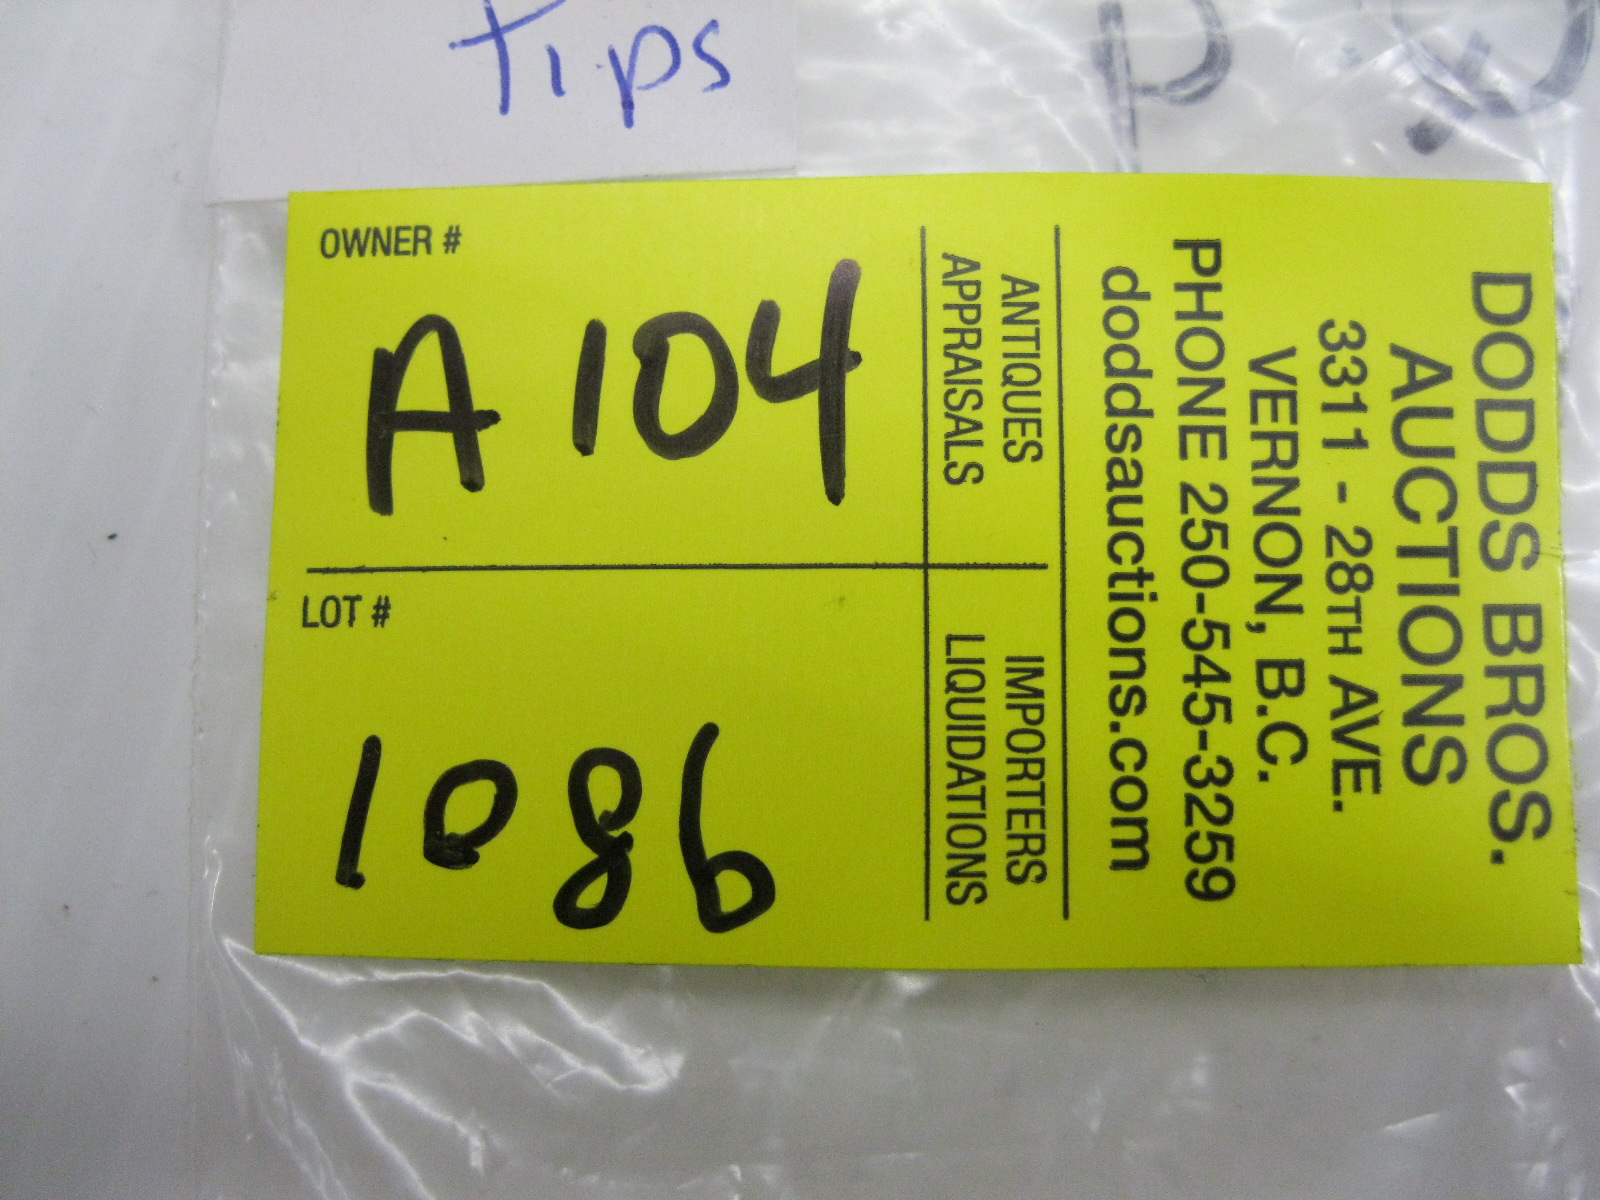 Tips
OWNER #
A 104
LOT #
1086
ANTIQUES
APPRAISALS
IMPORTERS
LIQUIDATIONS
DODDS BROS.
AUCTIONS
3311 - 28TH AVE.
VERNON, B.C.
PHONE 250-545-3259
doddsauctions.com